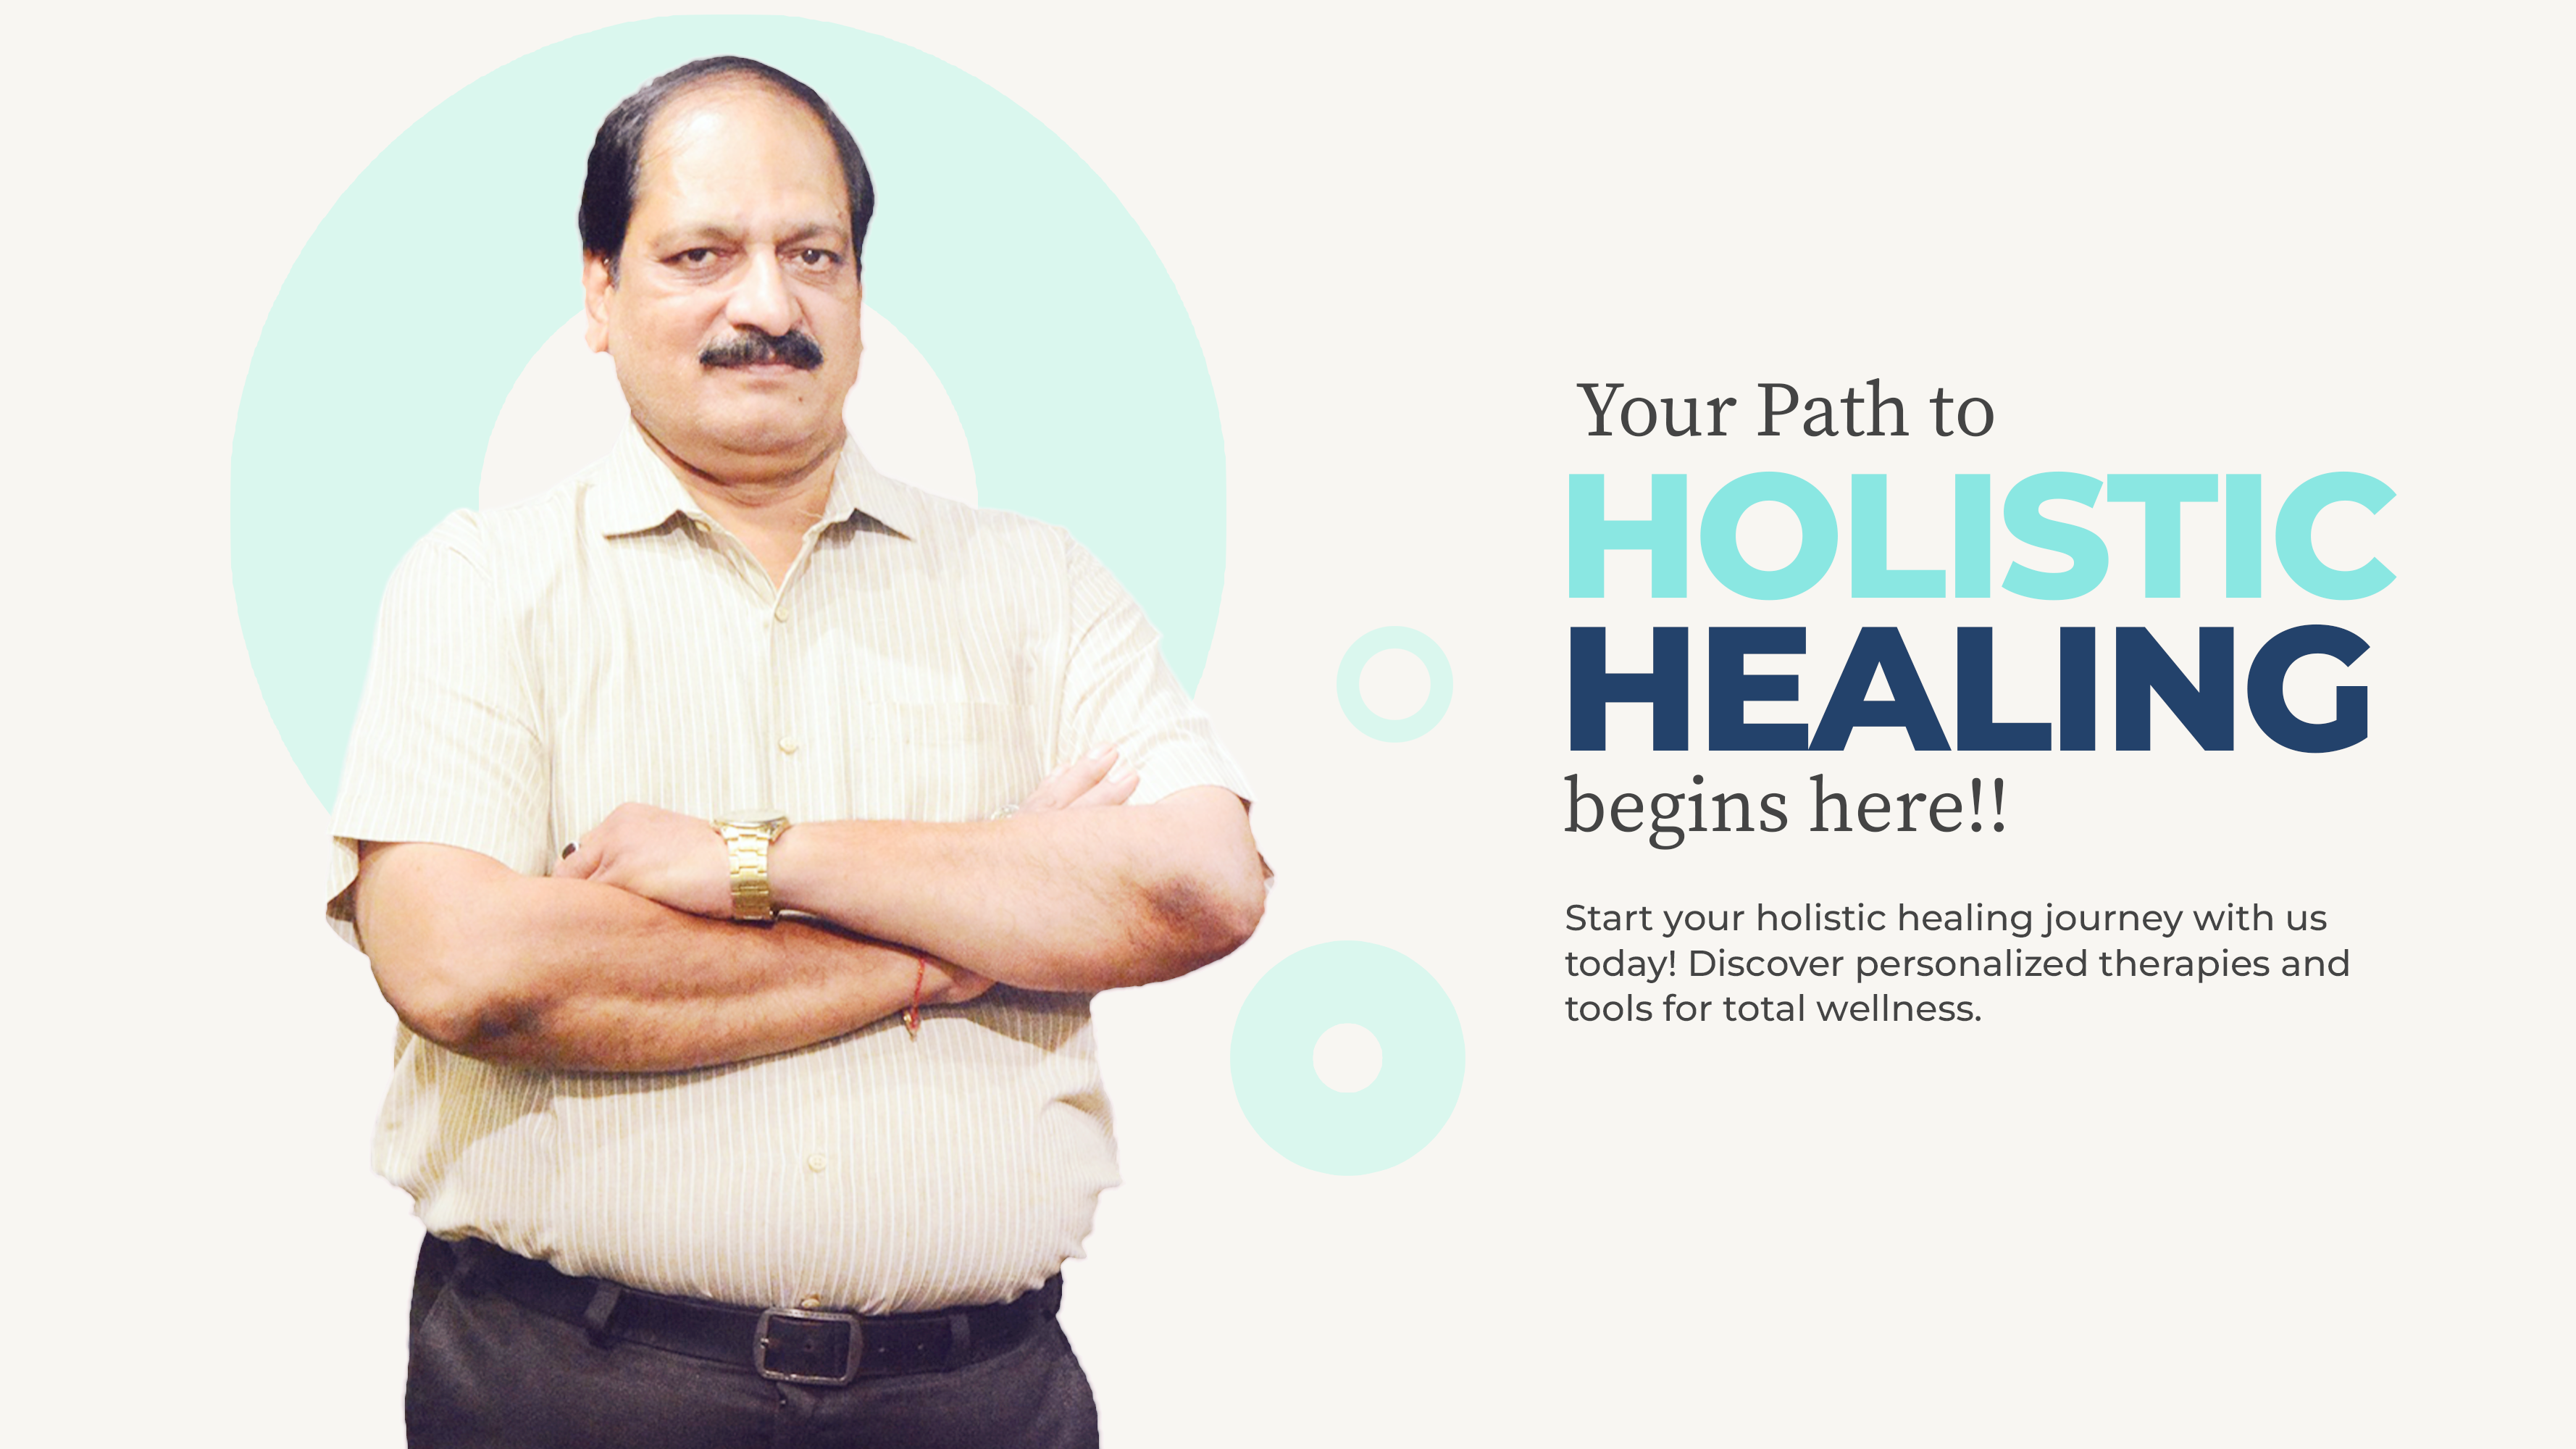 Your Path to
HOLISTIC
HEALING
begins here!!
Start your holistic healing journey with us
today! Discover personalized therapies and
tools for total wellness.